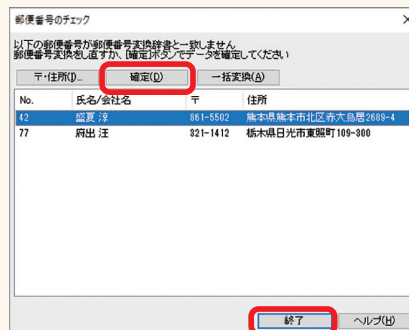 郵便番号のチェック
以下の郵便番号が郵便番号変換辞書と一致しません
郵便番号変換をし直すか、[確定]ボタンでデータを確定してください
〒・住所(J)... 確定(D) 一括変換(A)
No. 氏名/会社名 〒 住所
42 盛夏 涼 861-5502 熊本県熊本市北区赤大鳥居2689-4
77 府出 汪 321-1412 栃木県日光市東照町109-300
終了 ヘルプ(H)